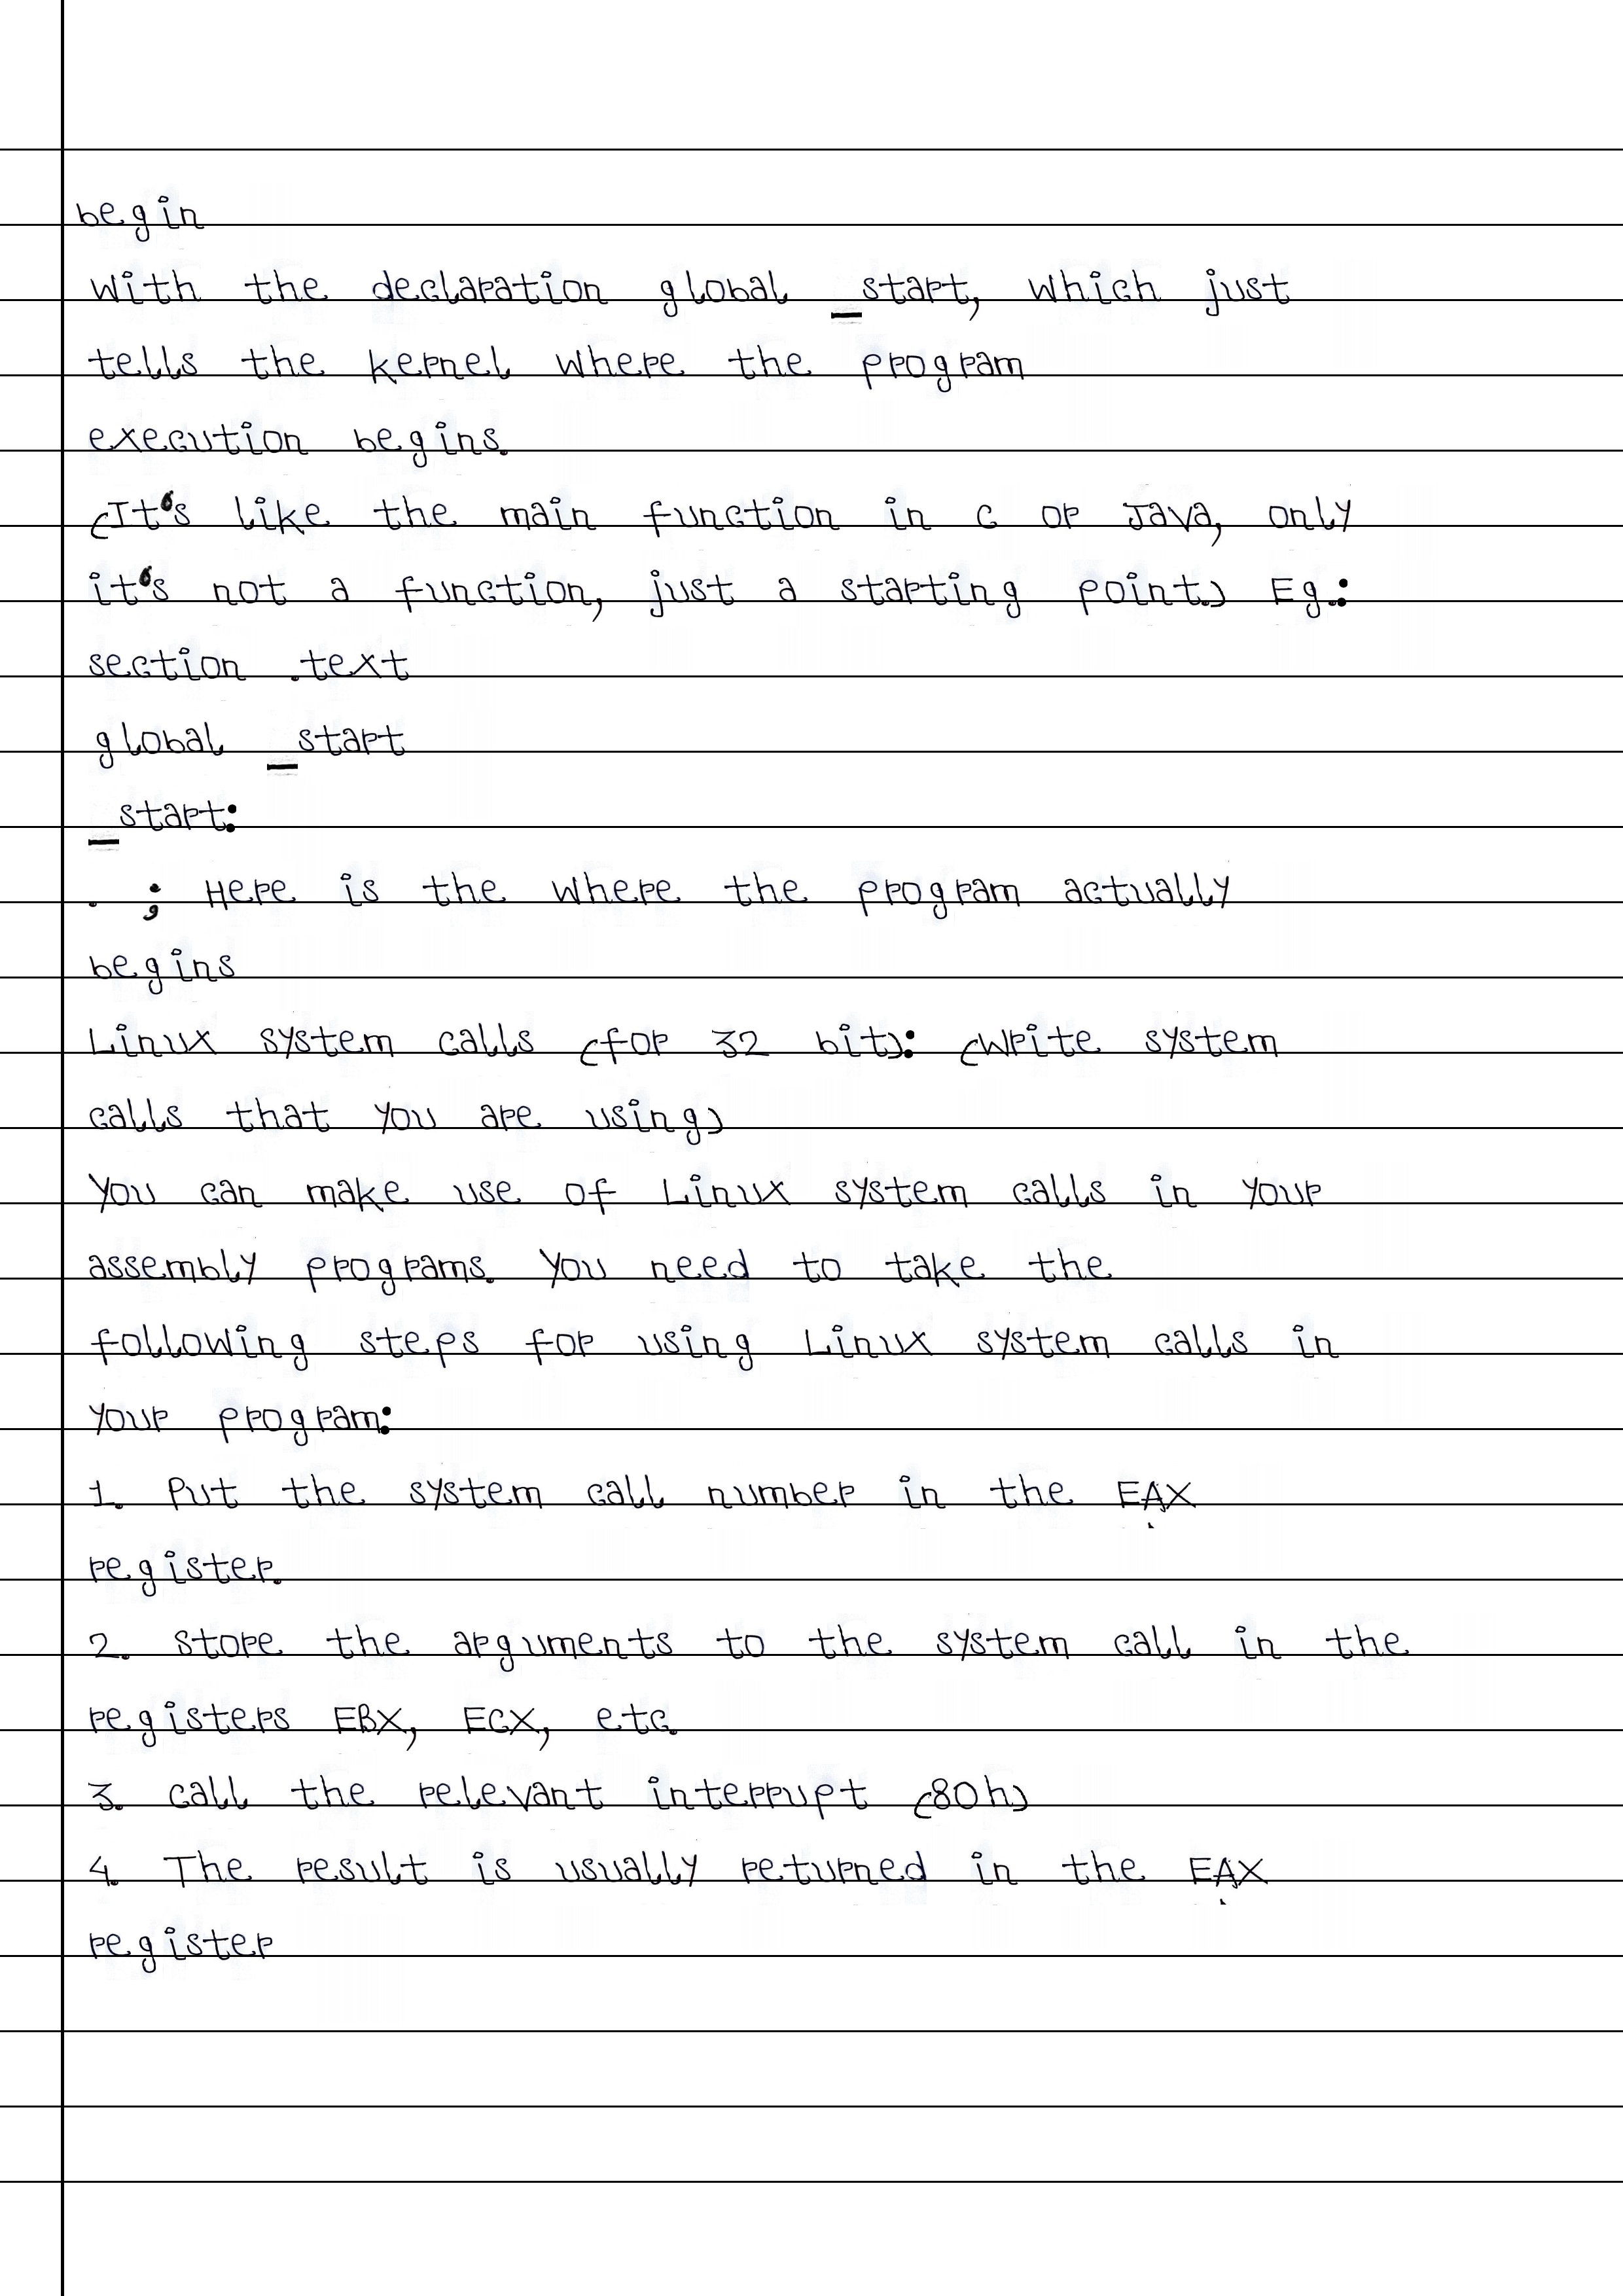 begin
with the declaration global _start, which just
tells the kernel where the program
execution begins.
(It's like the main function in c or Java, only
it's not a function, just a starting point.) Eg.:
section .text
global _start
_start:
. ; Here is the where the program actually
begins
Linux system calls (for 32 bit): (Write system
calls that you are using)
You can make use of Linux system calls in your
assembly programs. You need to take the
following steps for using Linux system calls in
your program:
1. Put the system call number in the EAX
register.
2. Store the arguments to the system call in the
registers EBX, ECX, etc.
3. Call the relevant interrupt (80h)
4. The result is usually returned in the EAX
register